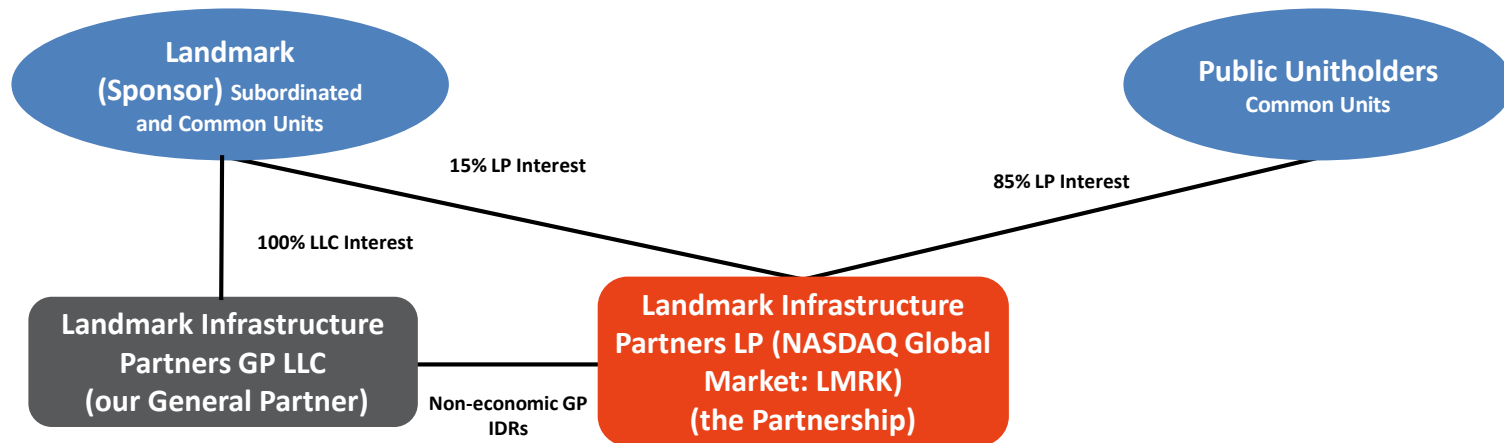 Landmark
(Sponsor) Subordinated
and Common Units
Public Unitholders
Common Units
15% LP Interest
85% LP Interest
100% LLC Interest
Landmark Infrastructure
Partners GP LLC
(our General Partner)
Non-economic GP
IDRs
Landmark Infrastructure
Partners LP (NASDAQ Global
Market: LMRK)
(the Partnership)